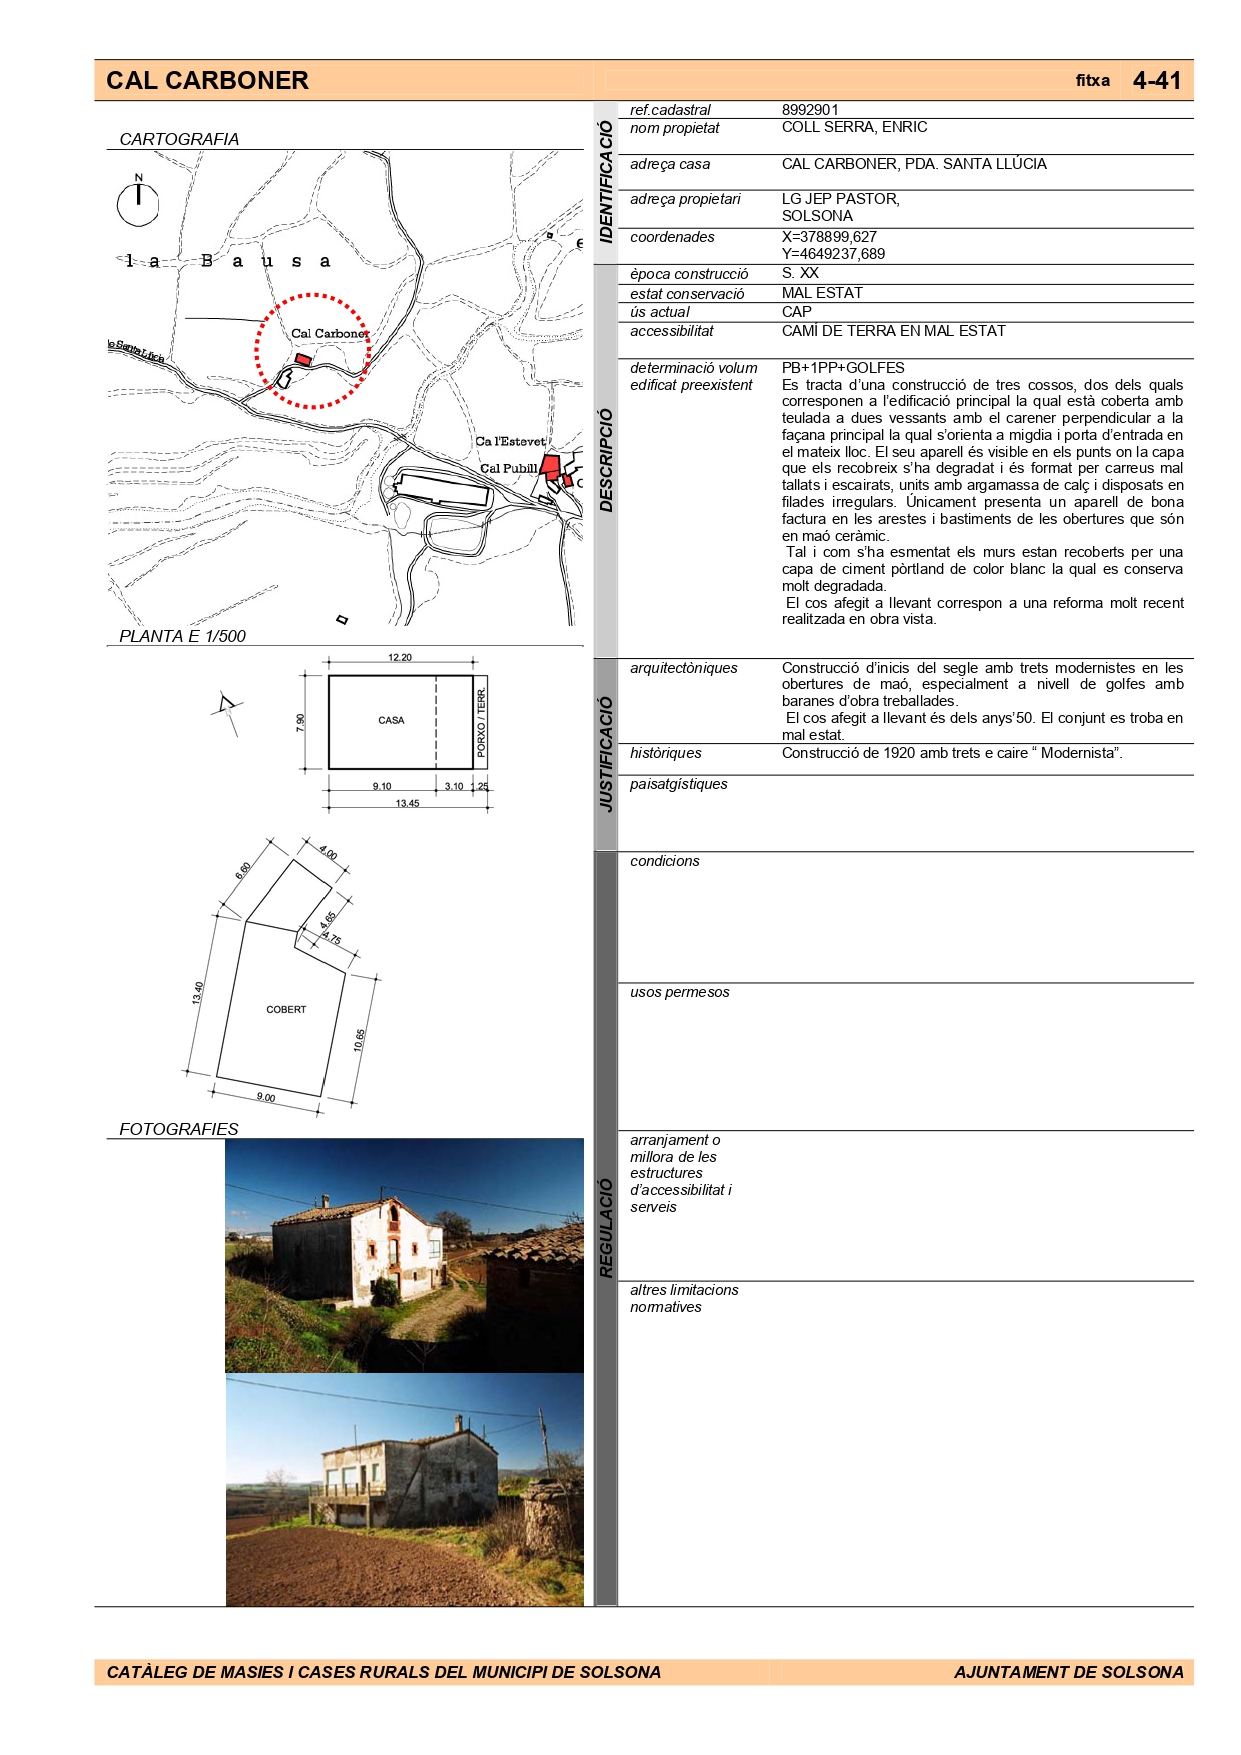 CAL CARBONER
fitxa 4-41
CARTOGRAFIA
N
la Bausa
Cal Carboner
Ca l'Estevet
Cal Pubill
PLANTA E 1/500
12.20
7.90
CASA
PORXO / TERR.
9.10
3.10
1.25
13.45
6.60
4.00
4.65
4.75
13.40
COBERT
10.65
9.00
FOTOGRAFIES
IDENTIFICACIÓ
ref.cadastral 8992901
nom propietat COLL SERRA, ENRIC
adreça casa CAL CARBONER, PDA. SANTA LLÚCIA
adreça propietari LG JEP PASTOR,
SOLSONA
coordenades X=378899,627
Y=4649237,689
DESCRIPCIÓ
època construcció S. XX
estat conservació MAL ESTAT
ús actual CAP
accessibilitat CAMÍ DE TERRA EN MAL ESTAT
determinació volum PB+1PP+GOLFES
edificat preexistent Es tracta d'una construcció de tres cossos, dos dels quals
corresponen a l'edificació principal la qual està coberta amb
teulada a dues vessants amb el carener perpendicular a la
façana principal la qual s'orienta a migdia i porta d'entrada en
el mateix lloc. El seu aparell és visible en els punts on la capa
que els recobreix s'ha degradat i és format per carreus mal
tallats i escairats, units amb argamassa de calç i disposats en
filades irregulars. Únicament presenta un aparell de bona
factura en les arestes i bastiments de les obertures que són
en maó ceràmic.
Tal i com s'ha esmentat els murs estan recoberts per una
capa de ciment pòrtland de color blanc la qual es conserva
molt degradada.
El cos afegit a llevant correspon a una reforma molt recent
realitzada en obra vista.
JUSTIFICACIÓ
arquitectòniques Construcció d'inicis del segle amb trets modernistes en les
obertures de maó, especialment a nivell de golfes amb
baranes d'obra treballades.
El cos afegit a llevant és dels anys'50. El conjunt es troba en
mal estat.
històriques Construcció de 1920 amb trets e caire “ Modernista”.
paisatgístiques
REGULACIÓ
condicions
usos permesos
arranjament o
millora de les
estructures
d'accessibilitat i
serveis
altres limitacions
normatives
CATÀLEG DE MASIES I CASES RURALS DEL MUNICIPI DE SOLSONA
AJUNTAMENT DE SOLSONA